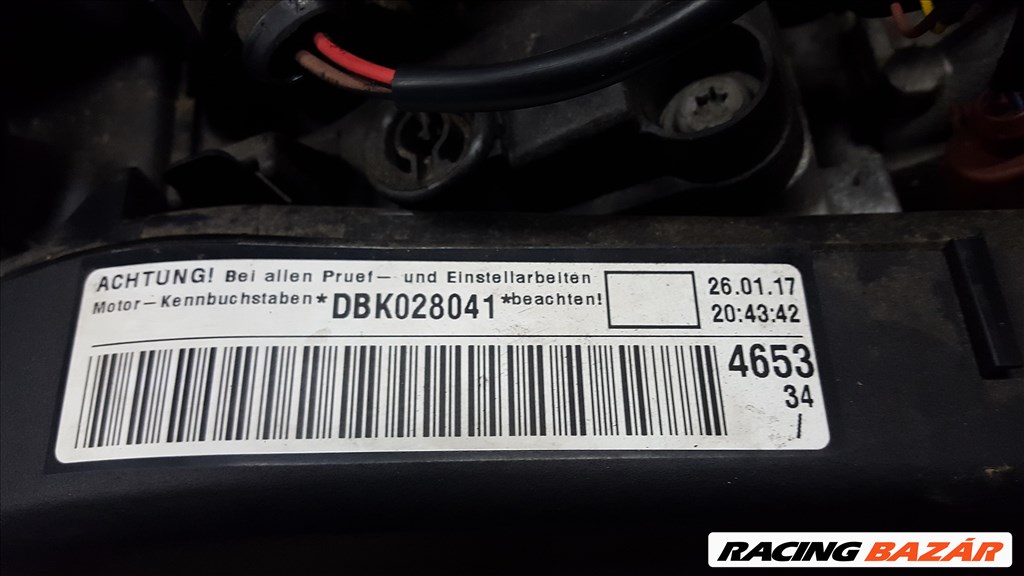 ACHTUNG! Bei allen Pruef- und Einstellarbeiten
Motor-Kennbuchstaben *DBK028041* beachten!
26.01.17
20:43:42
4653
34
/
RACING BAZÁR